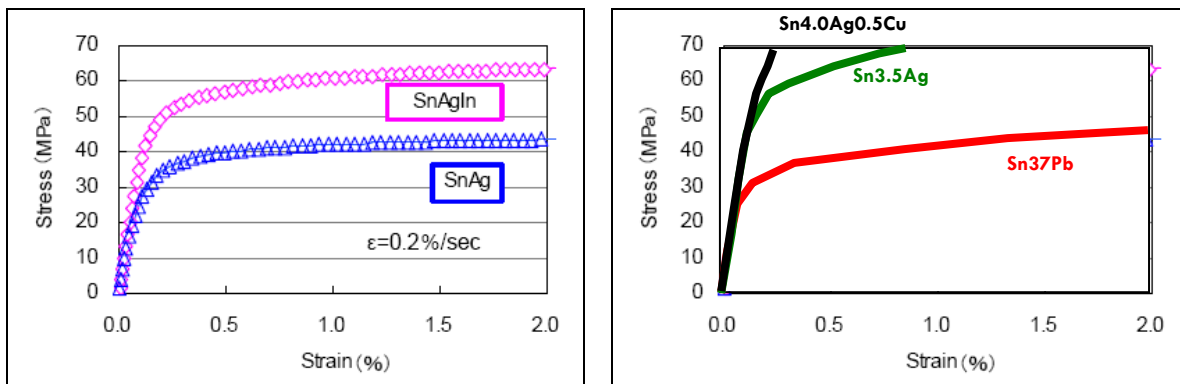 70
60
50
40
30
20
10
0
Stress (MPa)
SnAgIn
SnAg
ε=0.2%/sec
0.0 0.5 1.0 1.5 2.0
Strain (%)
Sn4.0Ag0.5Cu
70
60
50
40
30
20
10
0
Stress (MPa)
Sn3.5Ag
Sn37Pb
0.0 0.5 1.0 1.5 2.0
Strain (%)